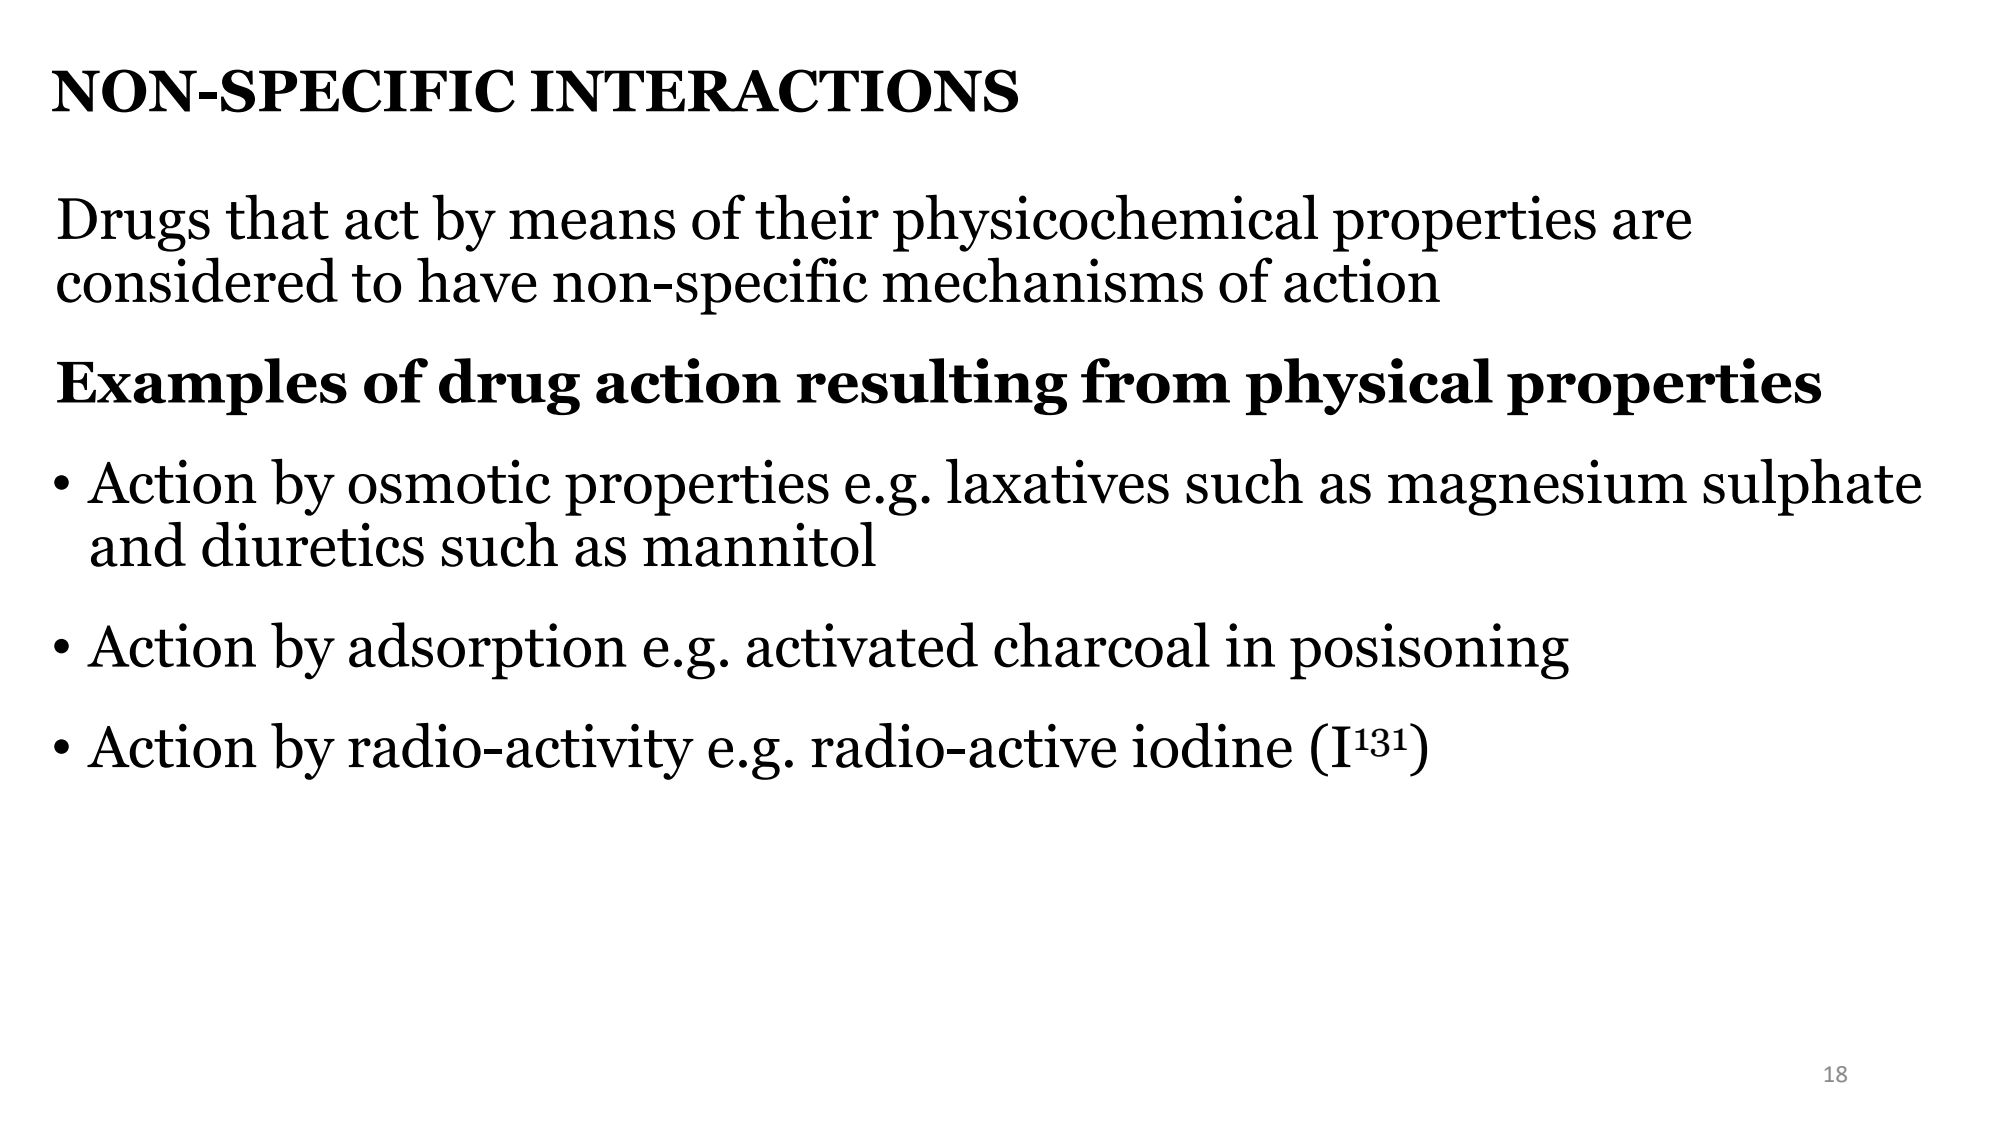 NON-SPECIFIC INTERACTIONS
Drugs that act by means of their physicochemical properties are
considered to have non-specific mechanisms of action
Examples of drug action resulting from physical properties
• Action by osmotic properties e.g. laxatives such as magnesium sulphate
and diuretics such as mannitol
• Action by adsorption e.g. activated charcoal in posisoning
• Action by radio-activity e.g. radio-active iodine (I¹³¹)
18